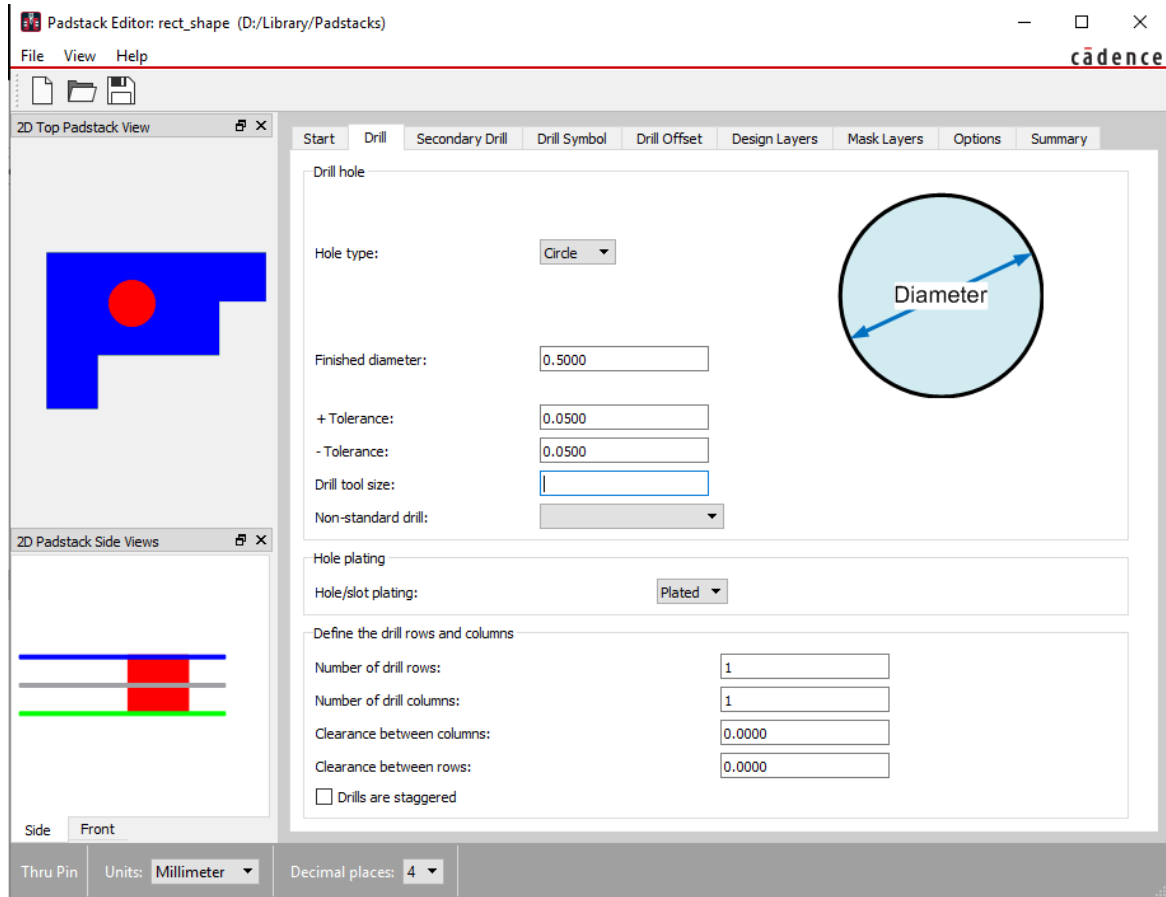 Padstack Editor: rect_shape (D:/Library/Padstacks)
File View Help
cādence
2D Top Padstack View
Start Drill Secondary Drill Drill Symbol Drill Offset Design Layers Mask Layers Options Summary
Drill hole
Hole type: Circle
Diameter
Finished diameter: 0.5000
+ Tolerance: 0.0500
- Tolerance: 0.0500
Drill tool size:
Non-standard drill:
2D Padstack Side Views
Hole plating
Hole/slot plating: Plated
Define the drill rows and columns
Number of drill rows: 1
Number of drill columns: 1
Clearance between columns: 0.0000
Clearance between rows: 0.0000
Drills are staggered
Side Front
Thru Pin Units: Millimeter Decimal places: 4